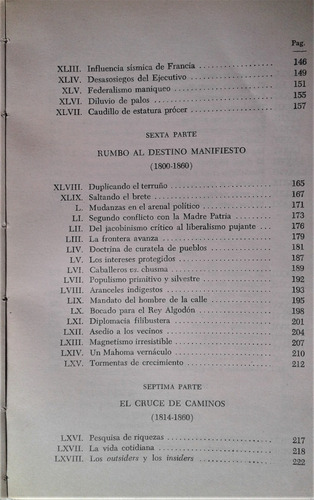 Pag.
XLIII. Influencia sísmica de Francia 146
XLIV. Desasosiegos del Ejecutivo 149
XLV. Federalismo maniqueo 151
XLVI. Diluvio de palos 155
XLVII. Caudillo de estatura prócer 157
SEXTA PARTE
RUMBO AL DESTINO MANIFIESTO
(1800-1860)
XLVIII. Duplicando el terruño 165
XLIX. Saltando el brete 167
L. Mudanzas en el arenal político 171
LI. Segundo conflicto con la Madre Patria 173
LII. Del jacobinismo crítico al liberalismo pujante 176
LIII. La frontera avanza 179
LIV. Doctrina de curatela de pueblos 181
LV. Los intereses protegidos 187
LVI. Caballeros vs. chusma 189
LVII. Populismo primitivo y silvestre 192
LVIII. Aranceles indigestos 193
LIX. Mandato del hombre de la calle 195
LX. Bocado para el Rey Algodón 198
LXI. Diplomacia filibustera 201
LXII. Asedio a los vecinos 204
LXIII. Magnetismo irresistible 207
LXIV. Un Mahoma vernáculo 210
LXV. Tormentas de crecimiento 212
SEPTIMA PARTE
EL CRUCE DE CAMINOS
(1814-1860)
LXVI. Pesquisa de riquezas 217
LXVII. La vida cotidiana 218
LXVIII. Los outsiders y los insiders 222